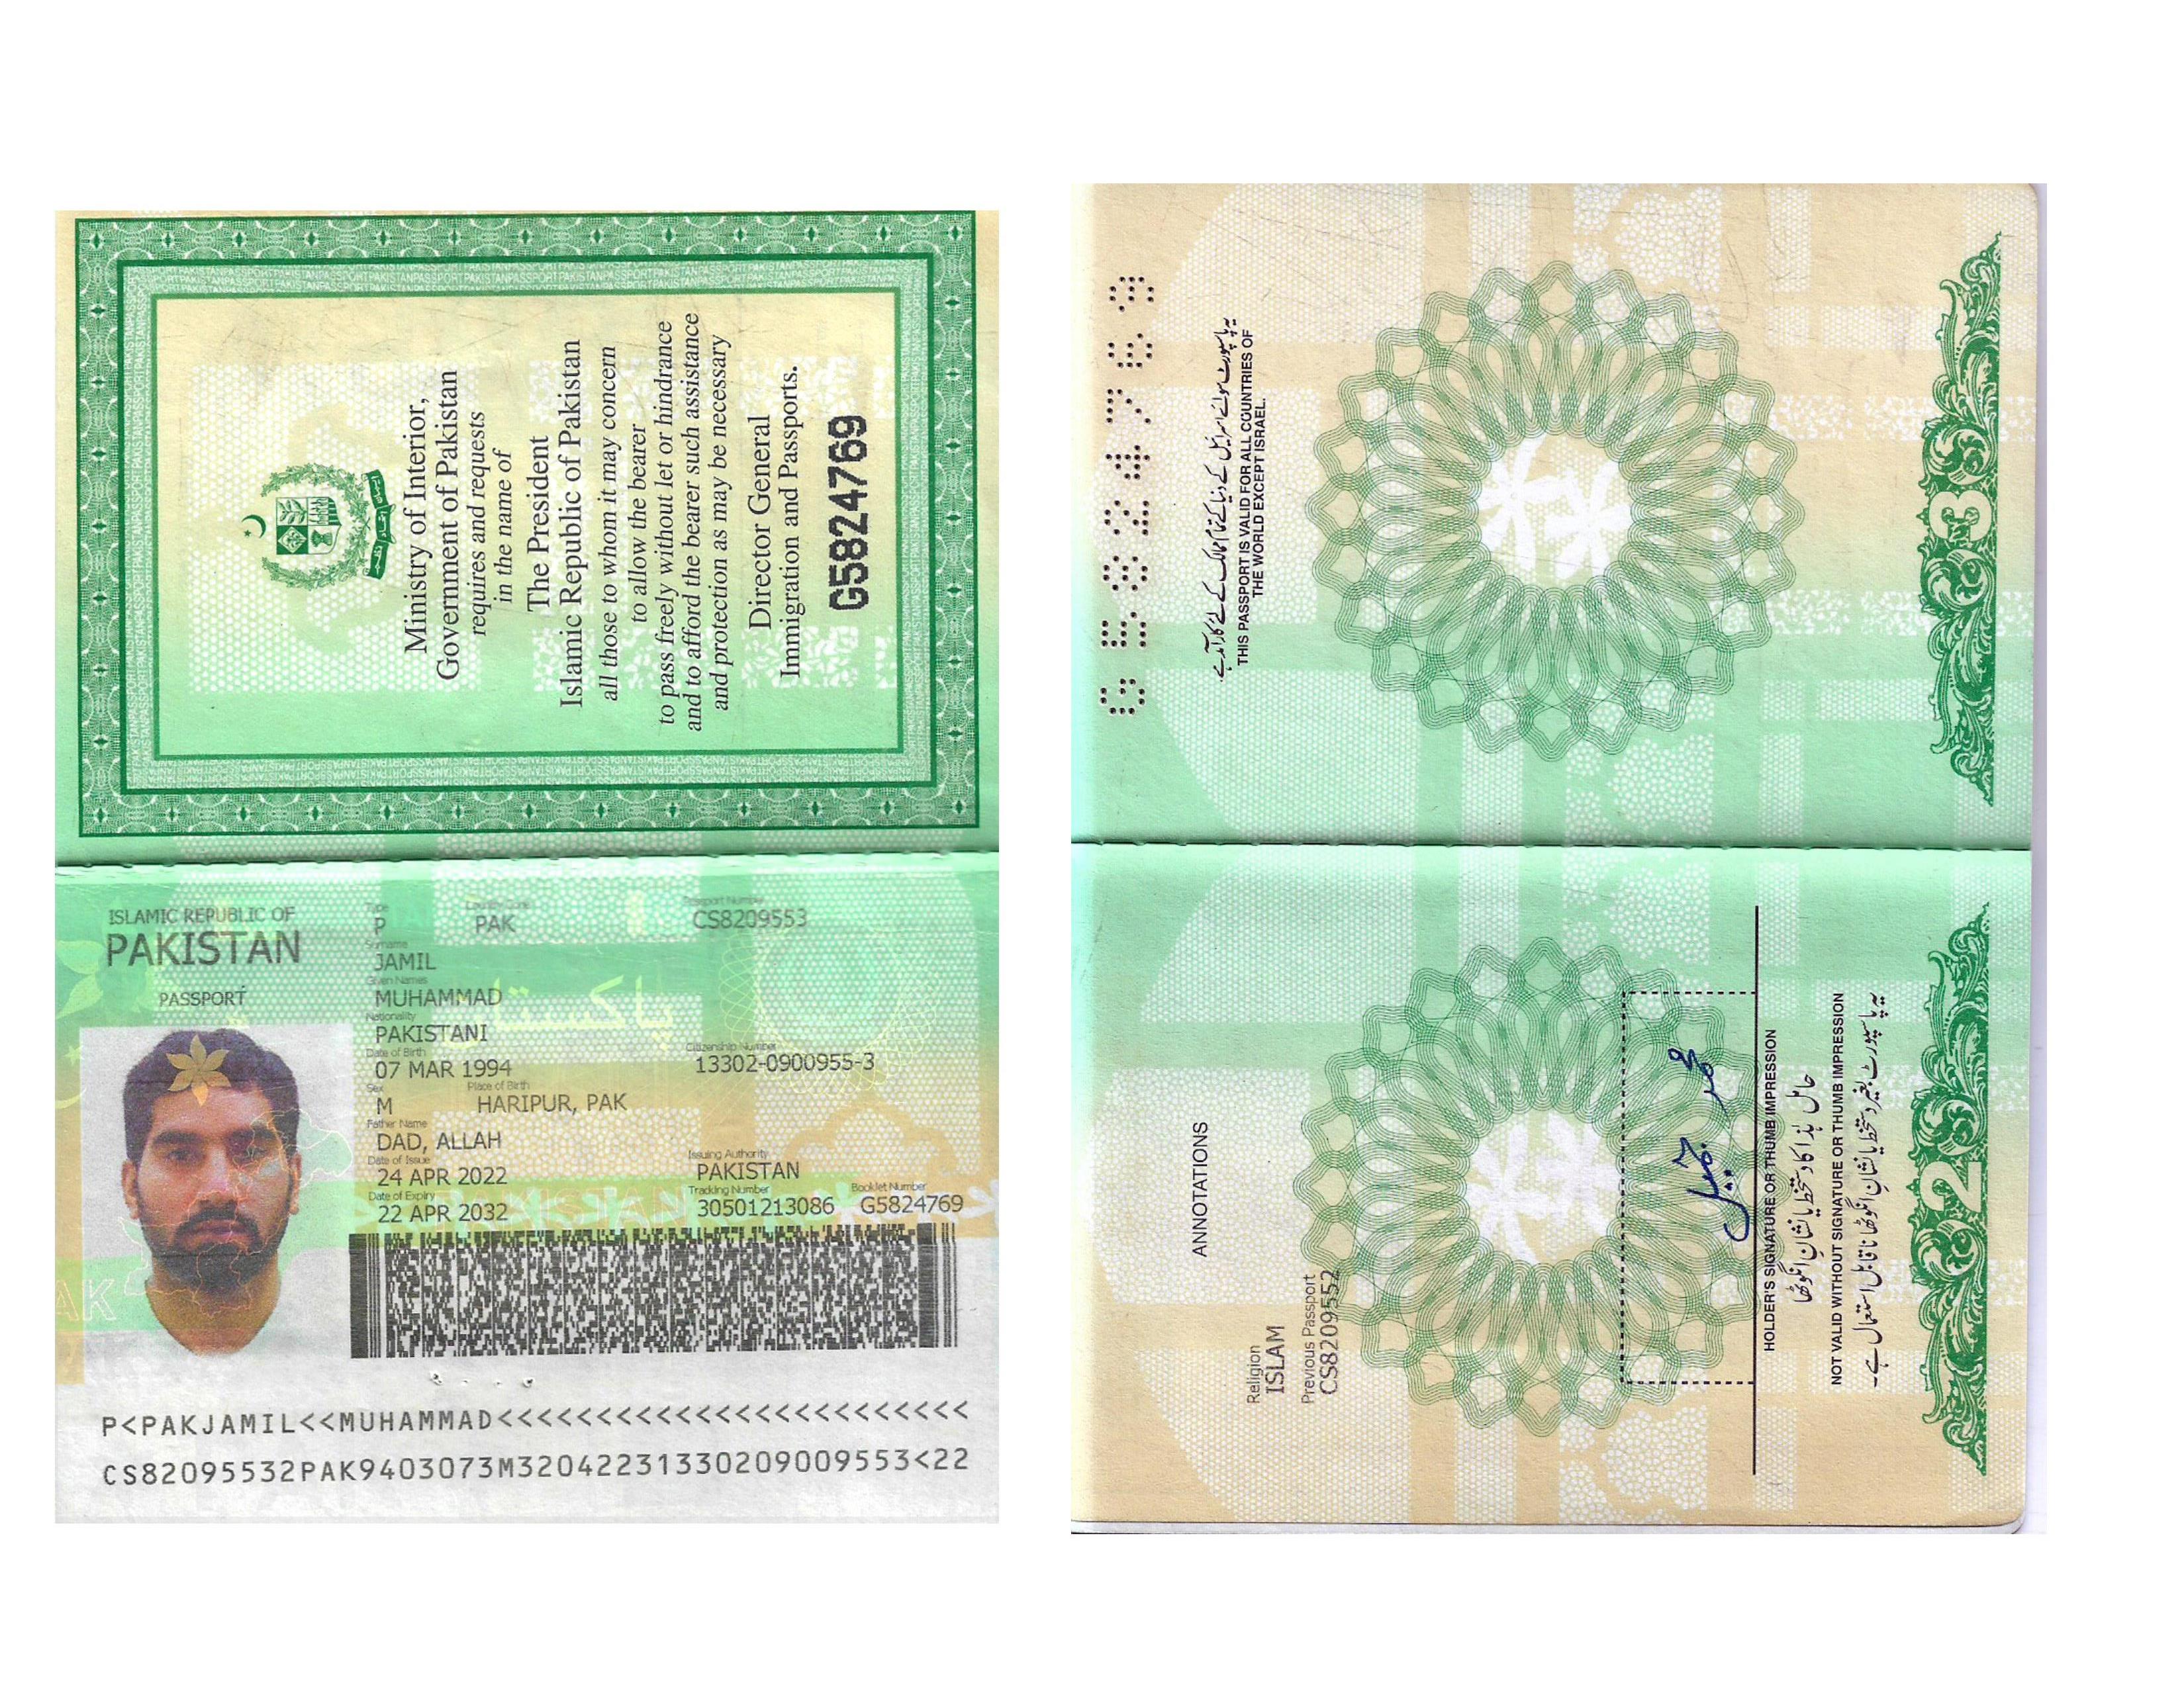 Ministry of Interior,
Government of Pakistan
requires and requests
in the name of
The President
Islamic Republic of Pakistan
all those to whom it may concern
to allow the bearer
to pass freely without let or hindrance
and to afford the bearer such assistance
and protection as may be necessary
Director General
Immigration and Passports.
G5824769
ISLAMIC REPUBLIC OF
PAKISTAN
PASSPORT
Type
P
Country Code
PAK
Passport Number
CS8209553
Surname
JAMIL
Given Names
MUHAMMAD
Nationality
PAKISTANI
پاکستان
Date of Birth
07 MAR 1994
Citizenship Number
13302-0900955-3
Sex
M
Place of Birth
HARIPUR, PAK
Father Name
DAD, ALLAH
Date of Issue
24 APR 2022
Issuing Authority
PAKISTAN
Date of Expiry
22 APR 2032
Tracking Number
30501213086
Booklet Number
G5824769
PAKISTAN
PAK
P<PAKJAMIL<<MUHAMMAD<<<<<<<<<<<<<<<<<<<<<<<<
CS82095532PAK9403073M32042231330209009553<22
G5824769
یہ پاسپورٹ سوائے اسرائیل کے دنیا کے تمام ممالک کے لئے کارآمد ہے۔
THIS PASSPORT IS VALID FOR ALL COUNTRIES OF
THE WORLD EXCEPT ISRAEL.
3
ANNOTATIONS
Religion
ISLAM
Previous Passport
CS8209552
محمد جمیل
HOLDER'S SIGNATURE OR THUMB IMPRESSION
حامل ہٰذا کا دستخط یا نشان انگوٹھا
NOT VALID WITHOUT SIGNATURE OR THUMB IMPRESSION
یہ پاسپورٹ بغیر دستخط یا نشانِ انگوٹھا ناقابل استعمال ہے۔
2